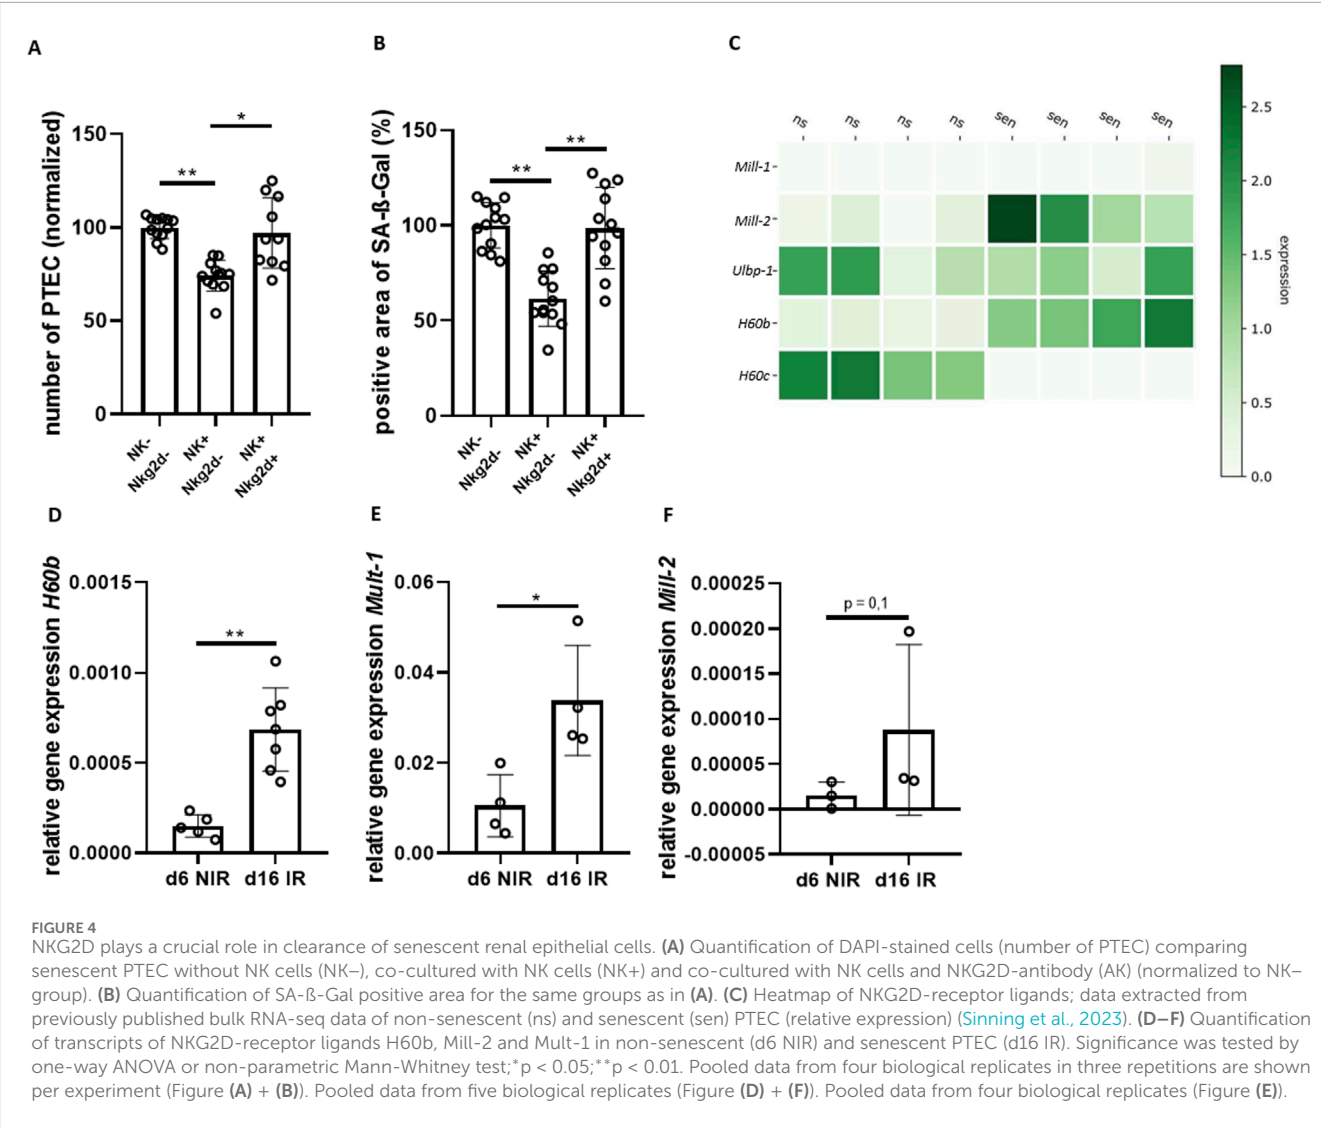 A
number of PTEC (normalized)
150
100
50
0
**
*
NK-
Nkg2d-
NK+
Nkg2d-
NK+
Nkg2d+
B
positive area of SA-ß-Gal (%)
150
100
50
0
**
**
NK-
Nkg2d-
NK+
Nkg2d-
NK+
Nkg2d+
C
ns ns ns ns sen sen sen sen
Mill-1
Mill-2
Ulbp-1
H60b
H60c
2.5
2.0
1.5
1.0
0.5
0.0
expression
D
relative gene expression H60b
0.0015
0.0010
0.0005
0.0000
**
d6 NIR d16 IR
E
relative gene expression Mult-1
0.06
0.04
0.02
0.00
*
d6 NIR d16 IR
F
relative gene expression Mill-2
0.00025
0.00020
0.00015
0.00010
0.00005
0.00000
-0.00005
p = 0,1
d6 NIR d16 IR
FIGURE 4
NKG2D plays a crucial role in clearance of senescent renal epithelial cells. (A) Quantification of DAPI-stained cells (number of PTEC) comparing
senescent PTEC without NK cells (NK–), co-cultured with NK cells (NK+) and co-cultured with NK cells and NKG2D-antibody (AK) (normalized to NK–
group). (B) Quantification of SA-ß-Gal positive area for the same groups as in (A). (C) Heatmap of NKG2D-receptor ligands; data extracted from
previously published bulk RNA-seq data of non-senescent (ns) and senescent (sen) PTEC (relative expression) (Sinning et al., 2023). (D–F) Quantification
of transcripts of NKG2D-receptor ligands H60b, Mill-2 and Mult-1 in non-senescent (d6 NIR) and senescent PTEC (d16 IR). Significance was tested by
one-way ANOVA or non-parametric Mann-Whitney test;*p < 0.05;**p < 0.01. Pooled data from four biological replicates in three repetitions are shown
per experiment (Figure (A) + (B)). Pooled data from five biological replicates (Figure (D) + (F)). Pooled data from four biological replicates (Figure (E)).